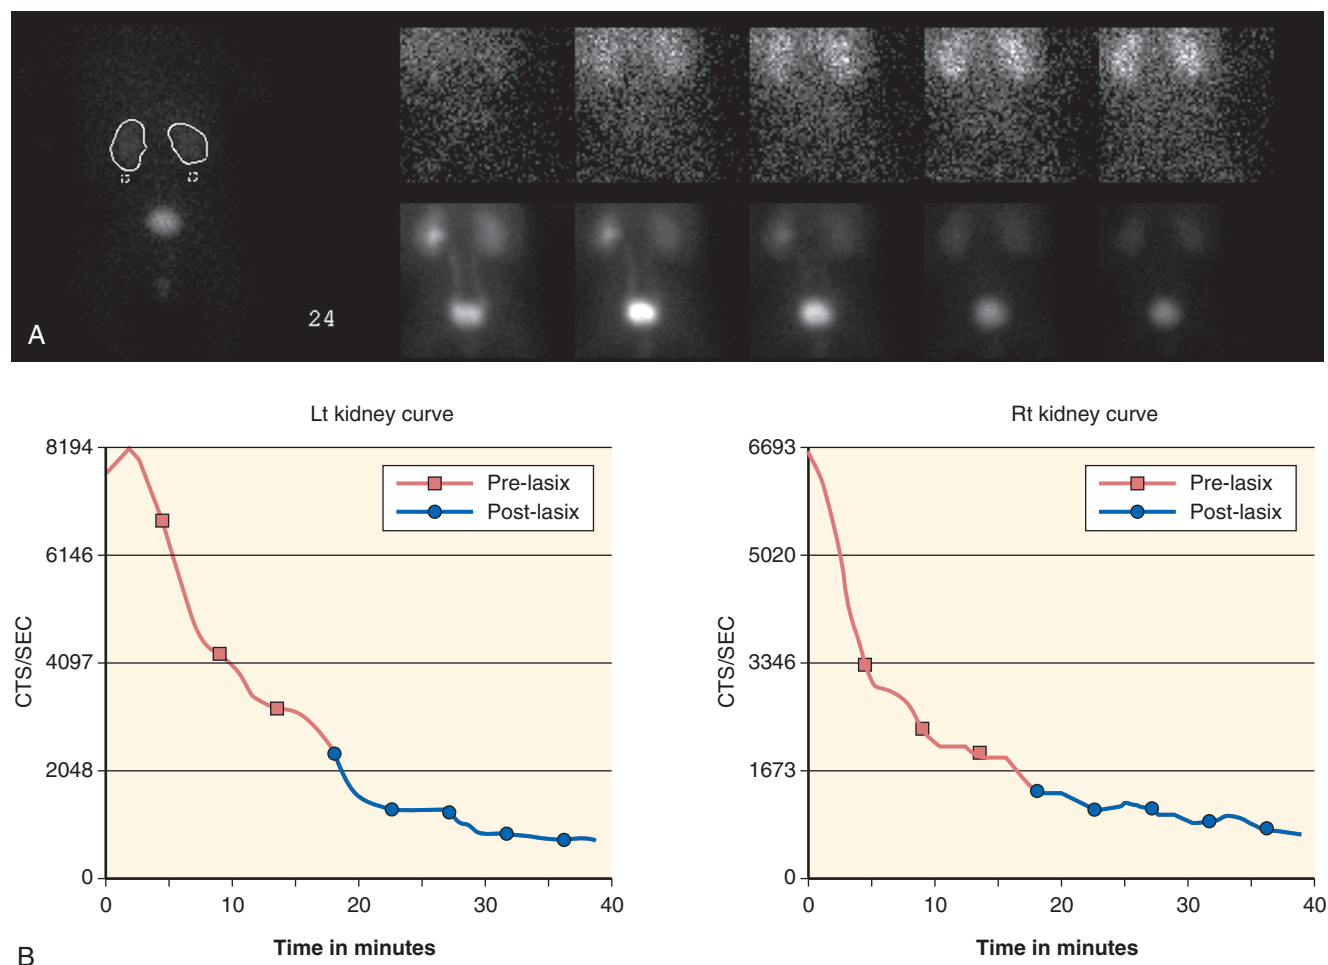 24
A
Lt kidney curve
8194
6146
4097
2048
0
CTS/SEC
Pre-lasix
Post-lasix
0 10 20 30 40
Time in minutes
Rt kidney curve
6693
5020
3346
1673
0
CTS/SEC
Pre-lasix
Post-lasix
0 10 20 30 40
Time in minutes
B